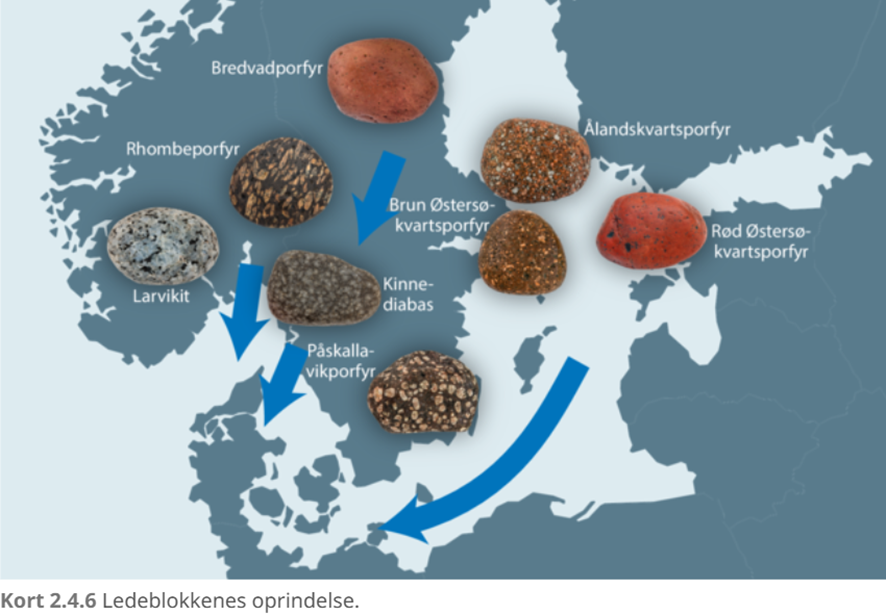 Bredvadporfyr
Ålandskvartsporfyr
Rhombeporfyr
Brun Østersø-
kvartsporfyr
Rød Østersø-
kvartsporfyr
Larvikit
Kinne-
diabas
Påskalla-
vikporfyr
Kort 2.4.6 Ledeblokkenes oprindelse.